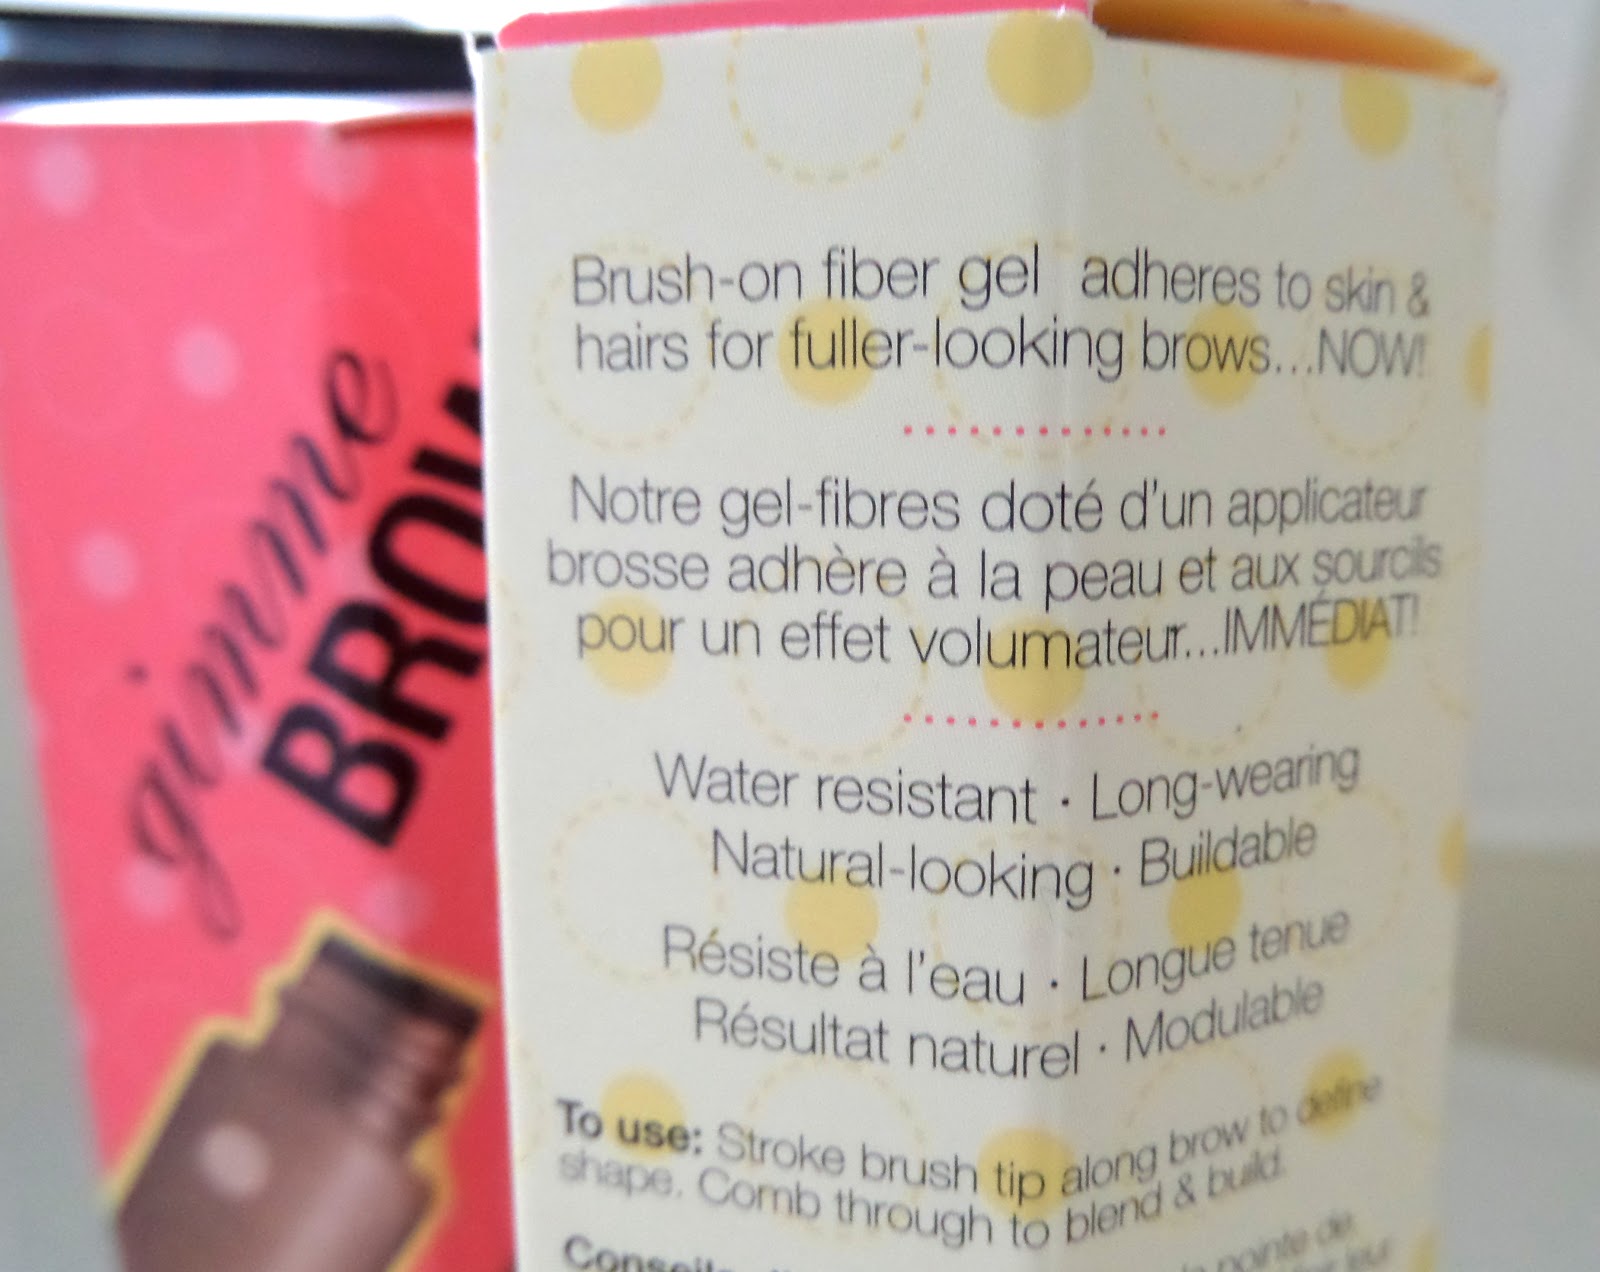 gimme
BROW
Brush-on fiber gel adheres to skin &
hairs for fuller-looking brows...NOW!
Notre gel-fibres doté d'un applicateur
brosse adhère à la peau et aux sourcils
pour un effet volumateur...IMMÉDIAT!
Water resistant · Long-wearing
Natural-looking · Buildable
Résiste à l'eau · Longue tenue
Résultat naturel · Modulable
To use: Stroke brush tip along brow to define
shape. Comb through to blend & build.
pointe de
leur